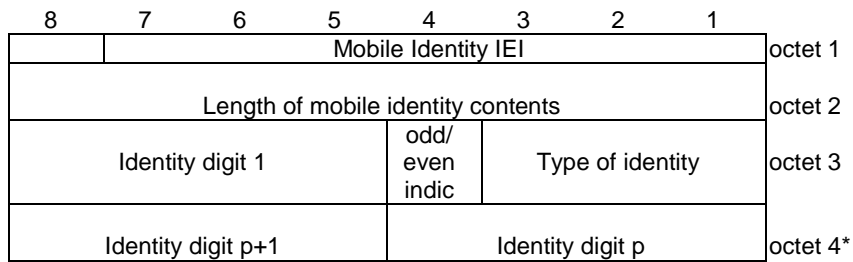 8 7 6 5 4 3 2 1
Mobile Identity IEI octet 1
Length of mobile identity contents octet 2
Identity digit 1 odd/ even indic Type of identity octet 3
Identity digit p+1 Identity digit p octet 4*